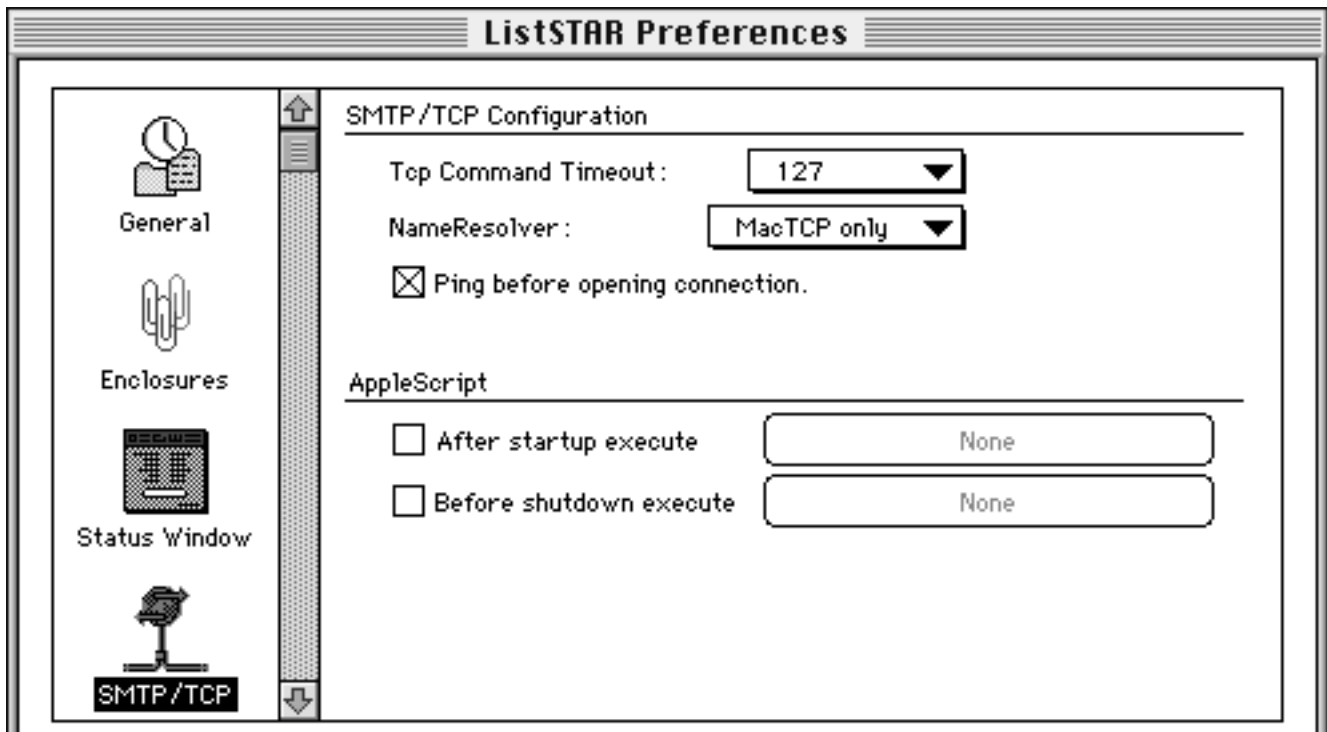 ListSTAR Preferences
General
Enclosures
Status Window
SMTP/TCP
SMTP/TCP Configuration
Tcp Command Timeout: 127
NameResolver: MacTCP only
Ping before opening connection.
AppleScript
After startup execute None
Before shutdown execute None